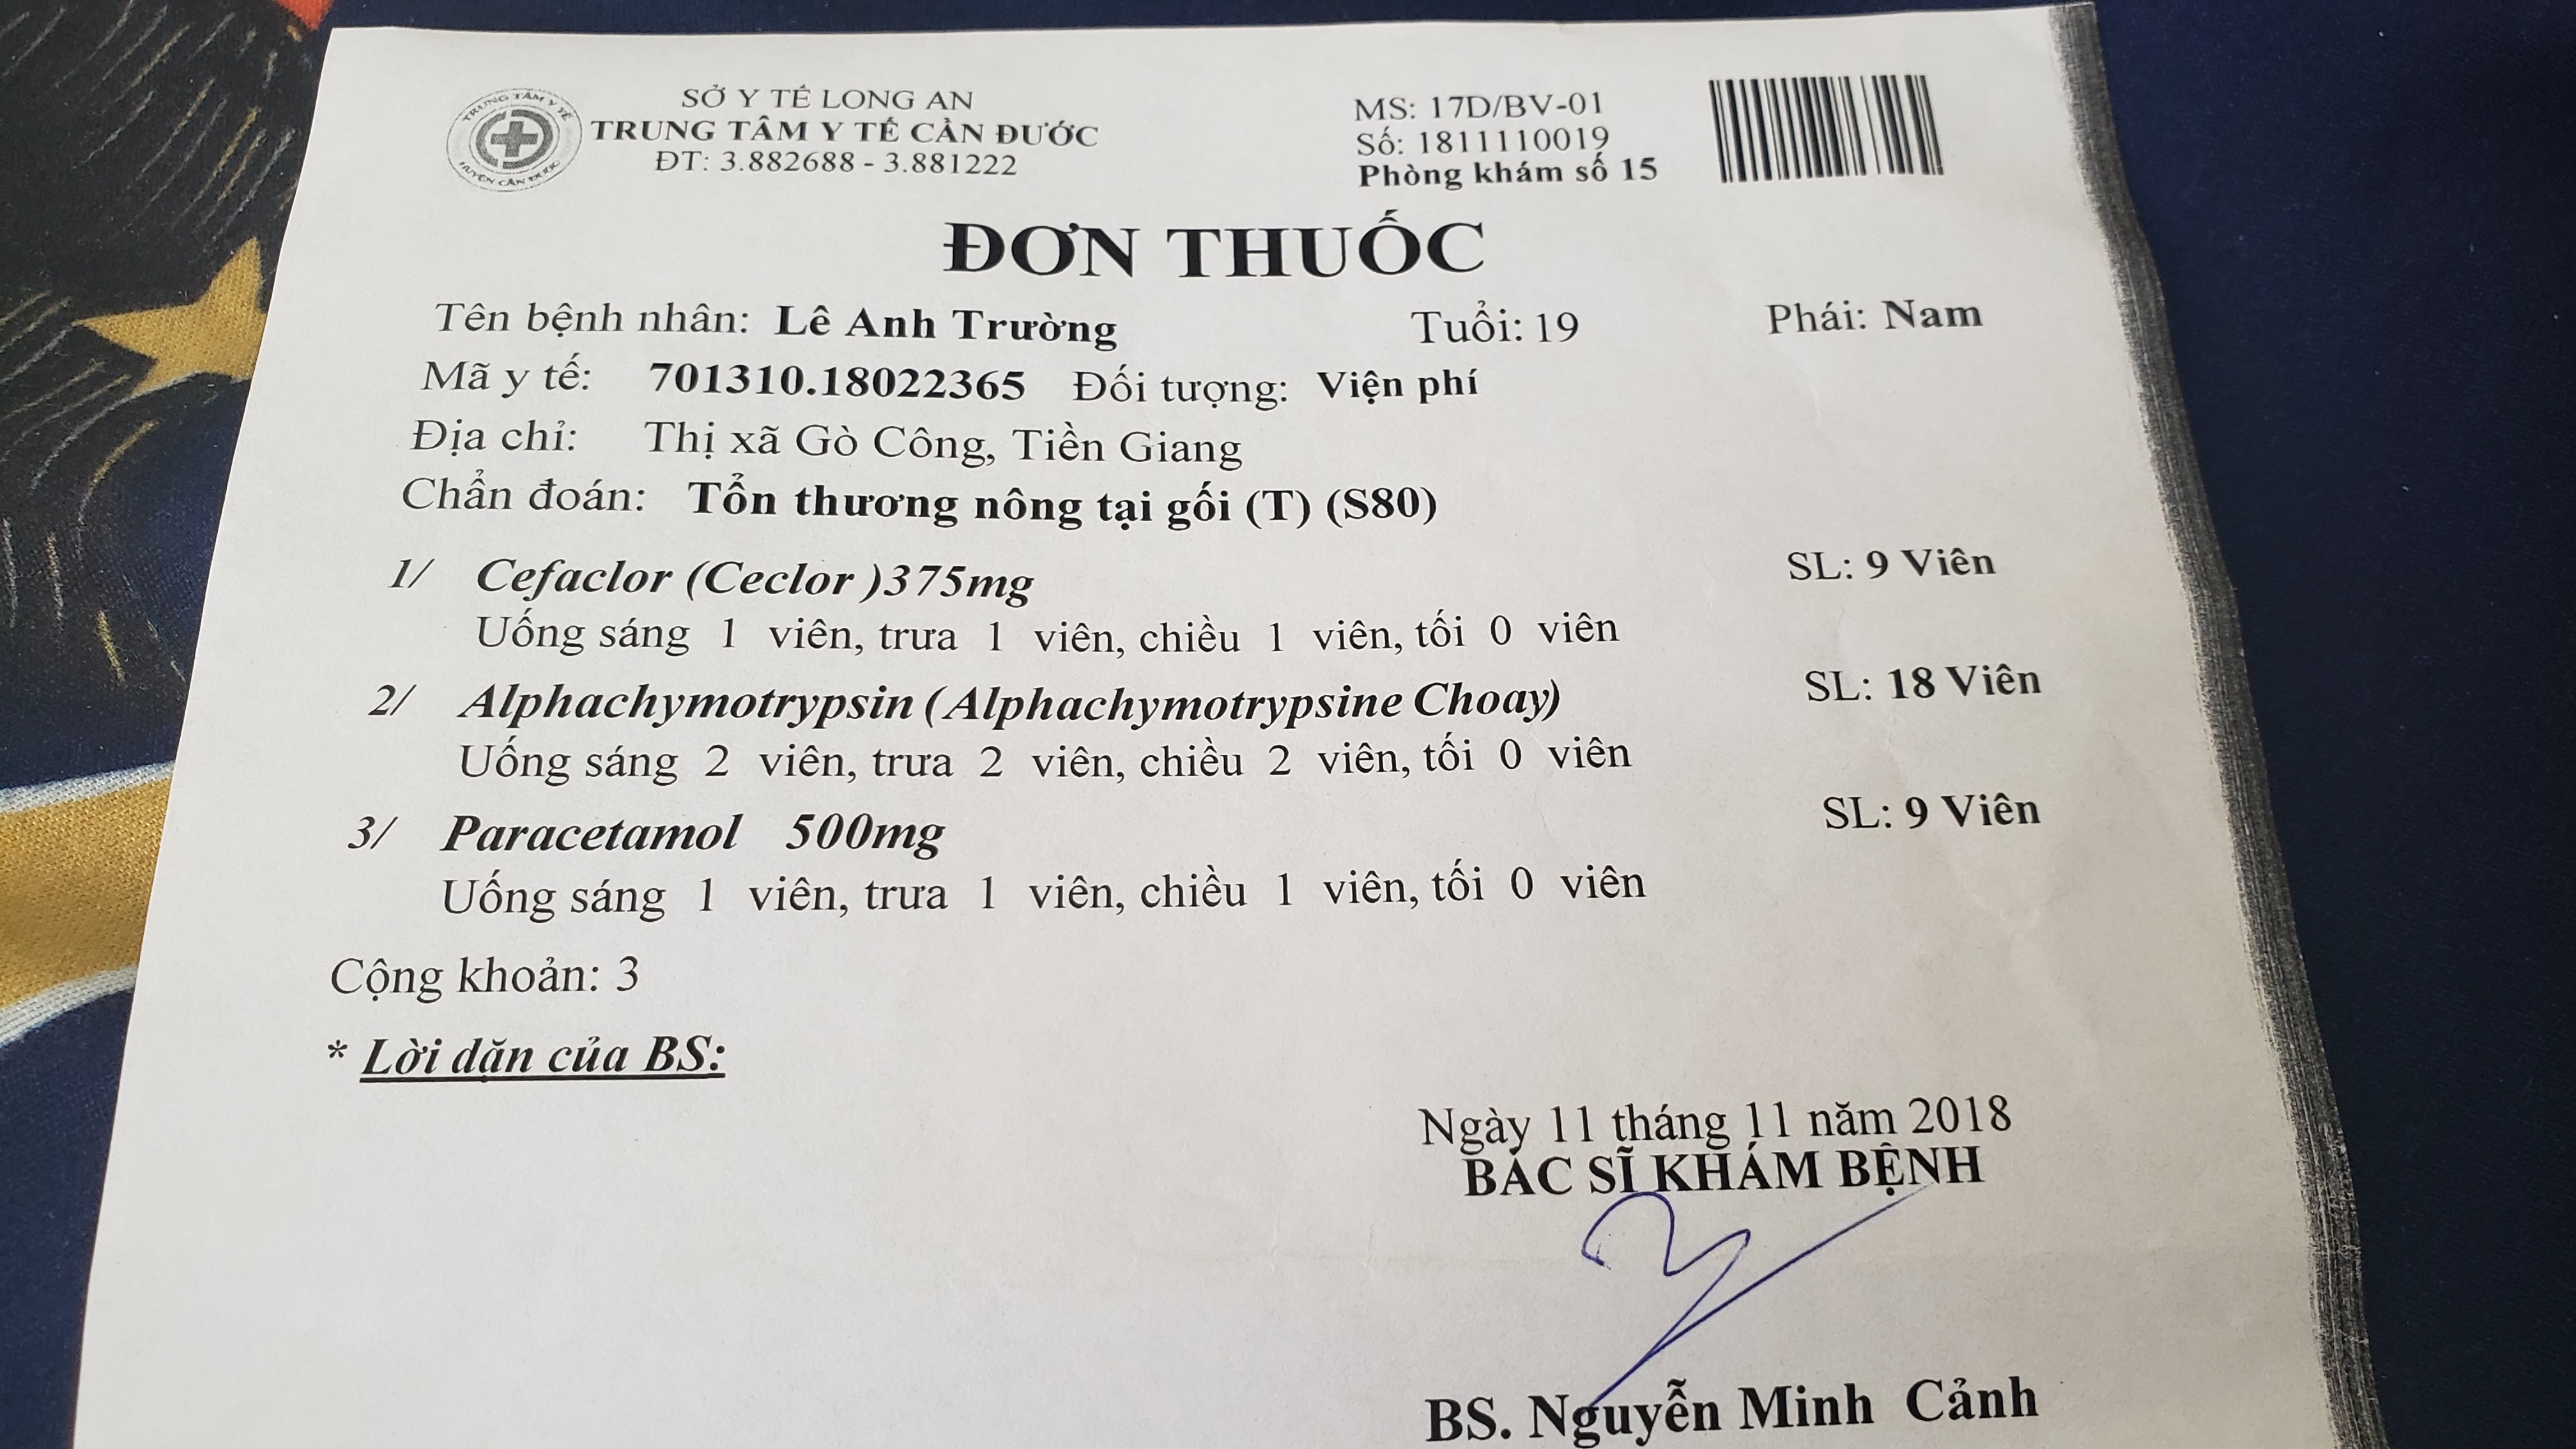 SỞ Y TẾ LONG AN
TRUNG TÂM Y TẾ CẦN ĐƯỚC
ĐT: 3.882688 - 3.881222
TRUNG TÂM Y TẾ
HUYỆN CẦN ĐƯỚC
MS: 17D/BV-01
Số: 1811110019
Phòng khám số 15
ĐƠN THUỐC
Tên bệnh nhân: Lê Anh Trường Tuổi: 19 Phái: Nam
Mã y tế: 701310.18022365 Đối tượng: Viện phí
Địa chỉ: Thị xã Gò Công, Tiền Giang
Chẩn đoán: Tổn thương nông tại gối (T) (S80)
1/ Cefaclor (Ceclor )375mg SL: 9 Viên
Uống sáng 1 viên, trưa 1 viên, chiều 1 viên, tối 0 viên
2/ Alphachymotrypsin ( Alphachymotrypsine Choay) SL: 18 Viên
Uống sáng 2 viên, trưa 2 viên, chiều 2 viên, tối 0 viên
3/ Paracetamol 500mg SL: 9 Viên
Uống sáng 1 viên, trưa 1 viên, chiều 1 viên, tối 0 viên
Cộng khoản: 3
* Lời dặn của BS:
Ngày 11 tháng 11 năm 2018
BÁC SĨ KHÁM BỆNH
BS. Nguyễn Minh Cảnh